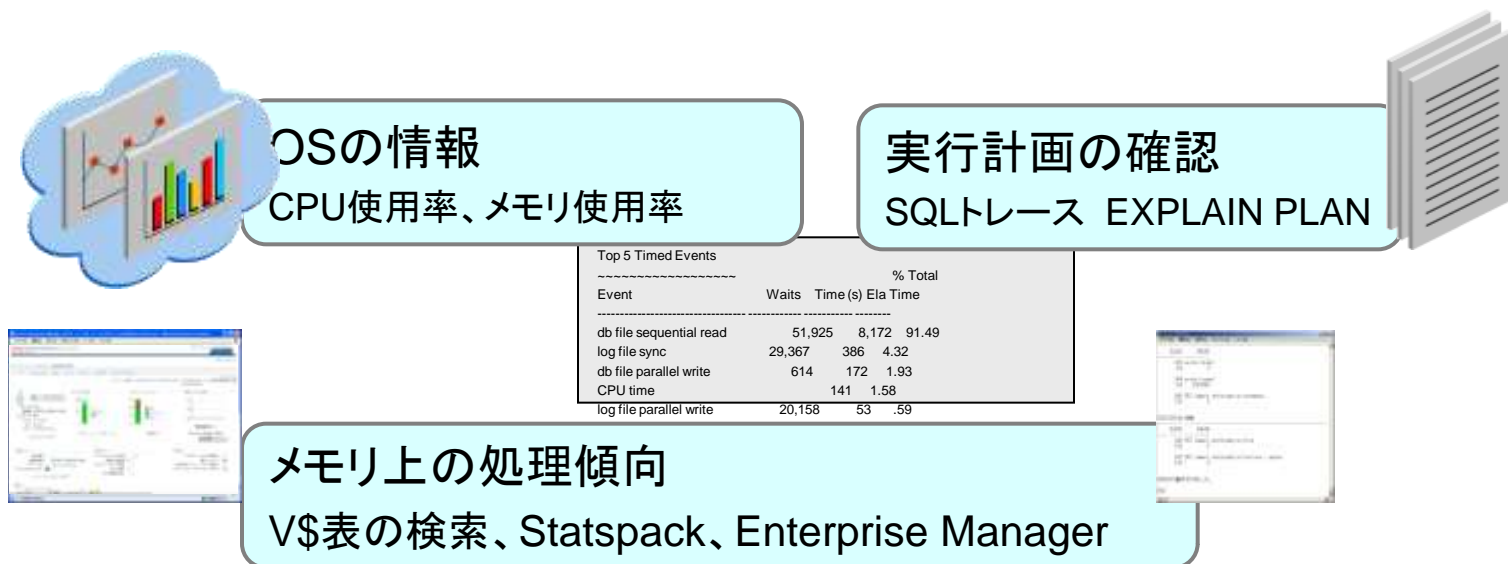 OSの情報
CPU使用率、メモリ使用率
実行計画の確認
SQLトレース EXPLAIN PLAN
Top 5 Timed Events
~~~~~~~~~~~~~~~~~~ % Total
Event Waits Time (s) Ela Time
--------------------------------- ------------ ----------- --------
db file sequential read 51,925 8,172 91.49
log file sync 29,367 386 4.32
db file parallel write 614 172 1.93
CPU time 141 1.58
log file parallel write 20,158 53 .59
メモリ上の処理傾向
V$表の検索、Statspack、Enterprise Manager